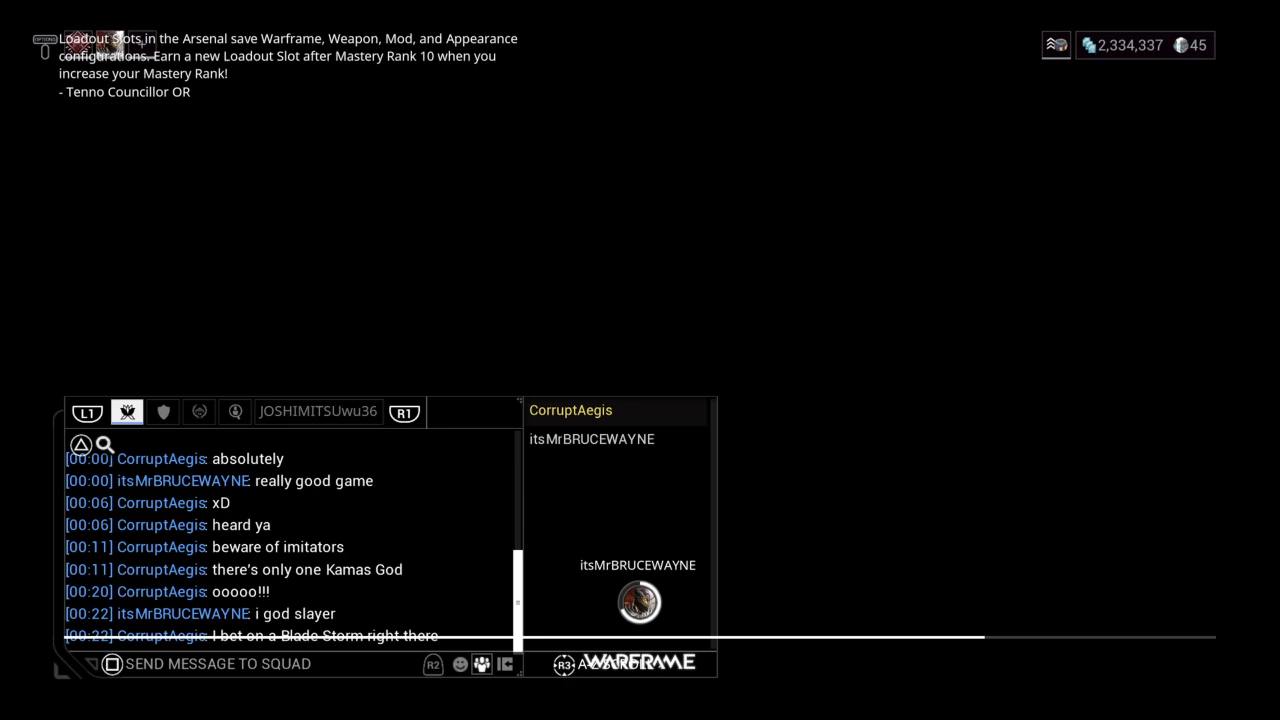 OPTIONS
Loadout Slots in the Arsenal save Warframe, Weapon, Mod, and Appearance
configurations. Earn a new Loadout Slot after Mastery Rank 10 when you
increase your Mastery Rank!
- Tenno Councillor OR
2,334,337 45
L1 JOSHIMITSUwu36 R1
CorruptAegis
itsMrBRUCEWAYNE
[00:00] CorruptAegis: absolutely
[00:00] itsMrBRUCEWAYNE: really good game
[00:06] CorruptAegis: xD
[00:06] CorruptAegis: heard ya
[00:11] CorruptAegis: beware of imitators
[00:11] CorruptAegis: there's only one Kamas God
[00:20] CorruptAegis: ooooo!!!
[00:22] itsMrBRUCEWAYNE: i god slayer
[00:22] CorruptAegis: I bet on a Blade Storm right there
itsMrBRUCEWAYNE
SEND MESSAGE TO SQUAD
R2
R3
WARFRAME